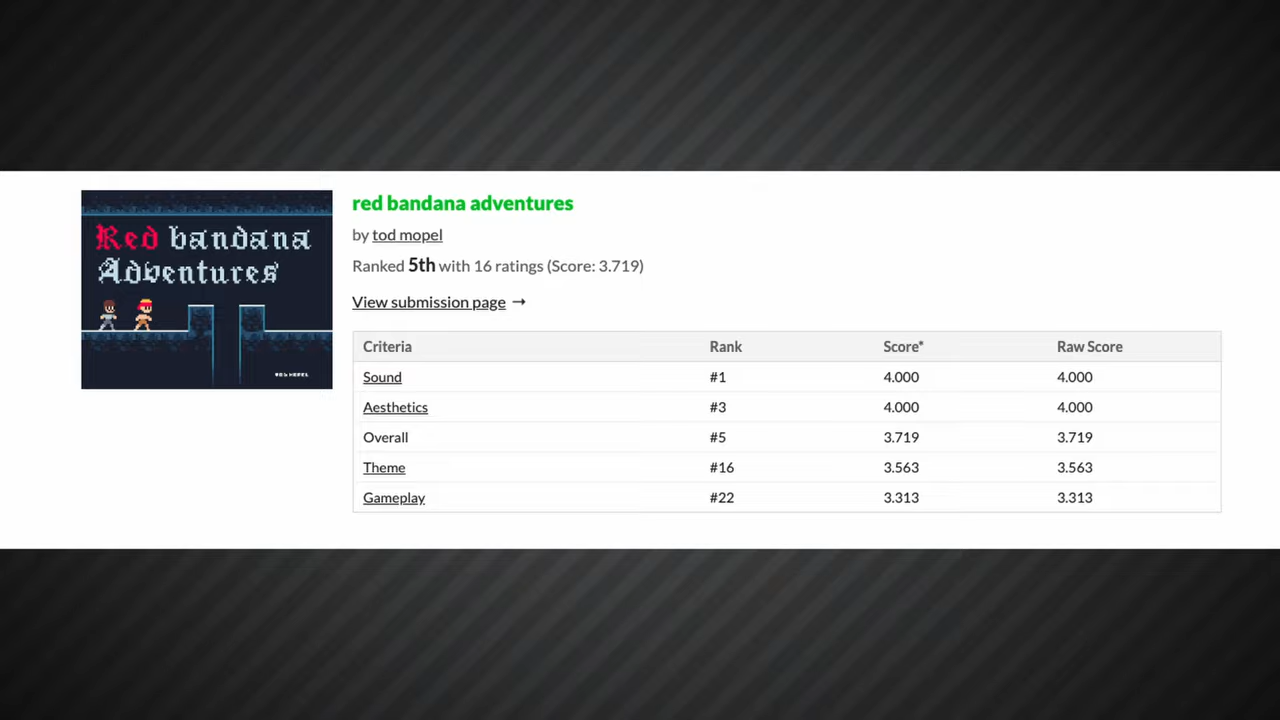 Red bandana
Adventures
tod mopel
red bandana adventures
by tod mopel
Ranked 5th with 16 ratings (Score: 3.719)
View submission page →
Criteria Rank Score* Raw Score
Sound #1 4.000 4.000
Aesthetics #3 4.000 4.000
Overall #5 3.719 3.719
Theme #16 3.563 3.563
Gameplay #22 3.313 3.313